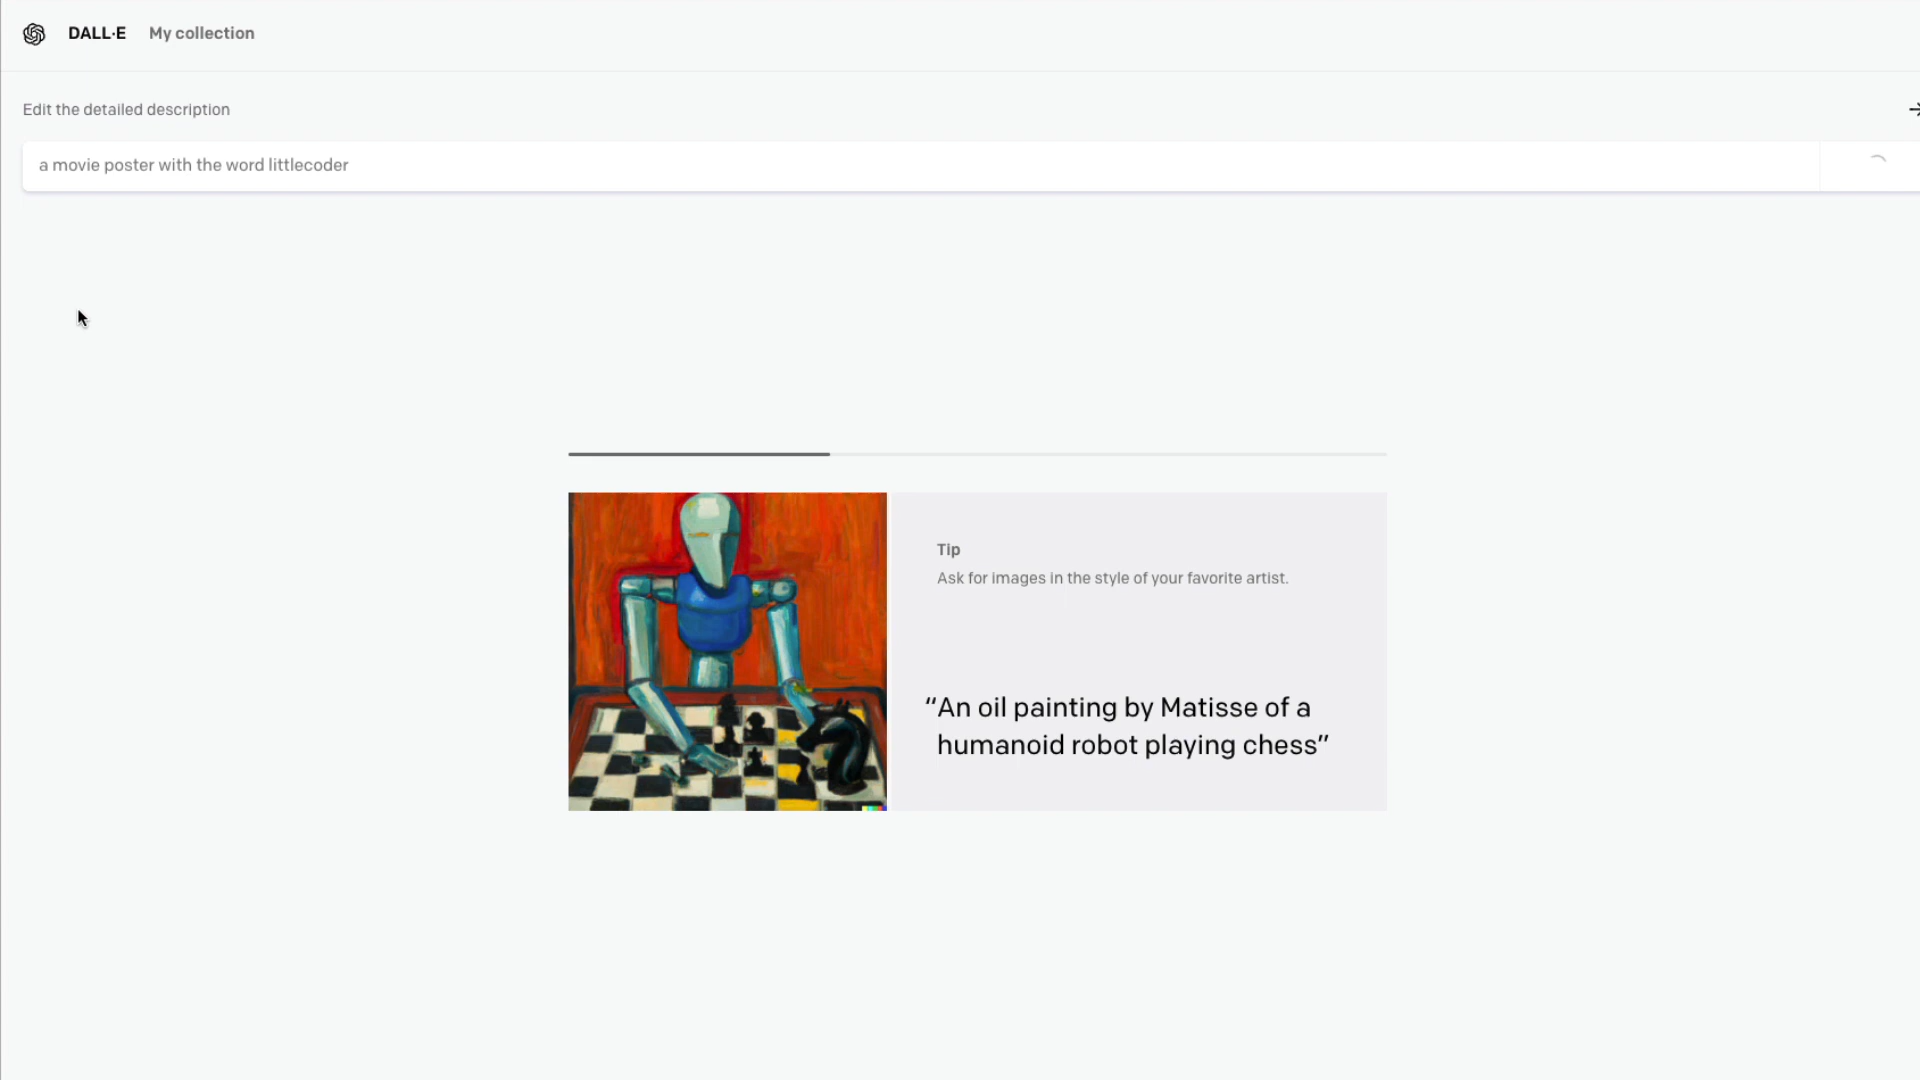 DALL·E My collection
Edit the detailed description
a movie poster with the word littlecoder
Tip
Ask for images in the style of your favorite artist.
“An oil painting by Matisse of a
humanoid robot playing chess”